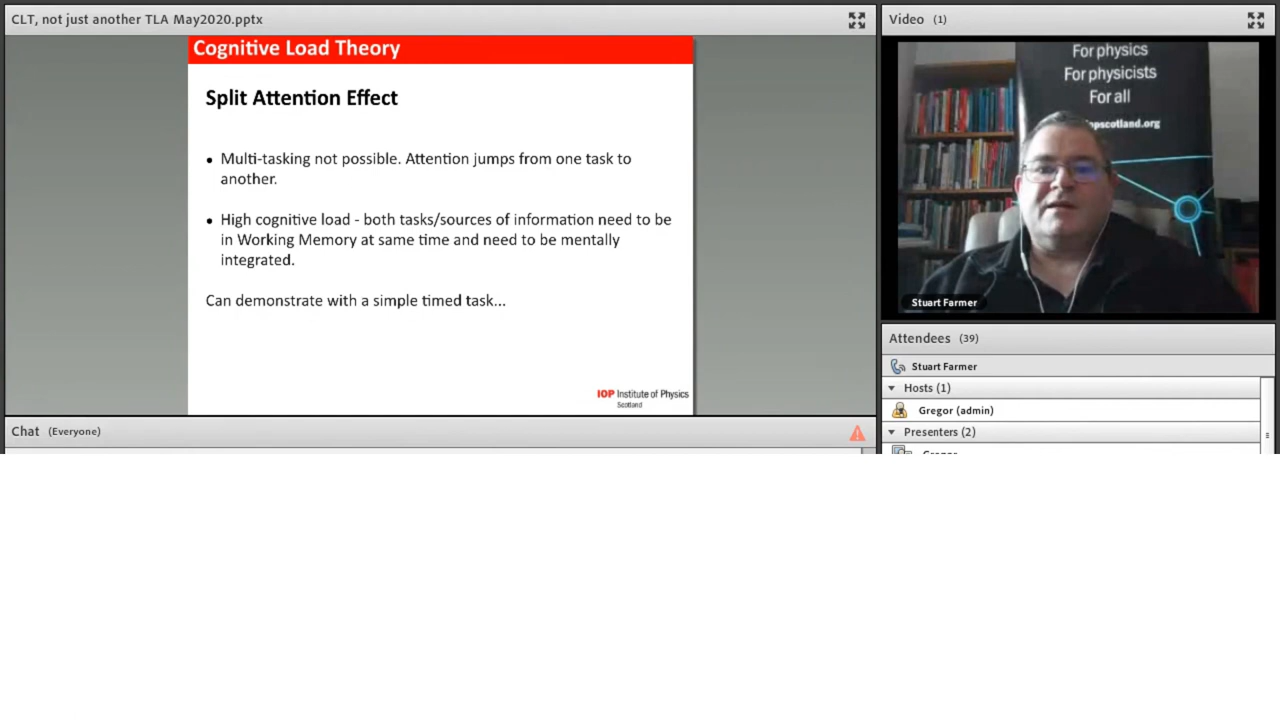 CLT, not just another TLA May2020.pptx
Cognitive Load Theory
Split Attention Effect
• Multi-tasking not possible. Attention jumps from one task to
another.
• High cognitive load - both tasks/sources of information need to be
in Working Memory at same time and need to be mentally
integrated.
Can demonstrate with a simple timed task...
IOP Institute of Physics
Scotland
Chat (Everyone)
Video (1)
For physics
For physicists
For all
opscotland.org
Stuart Farmer
Attendees (39)
Stuart Farmer
Hosts (1)
Gregor (admin)
Presenters (2)
Gregor